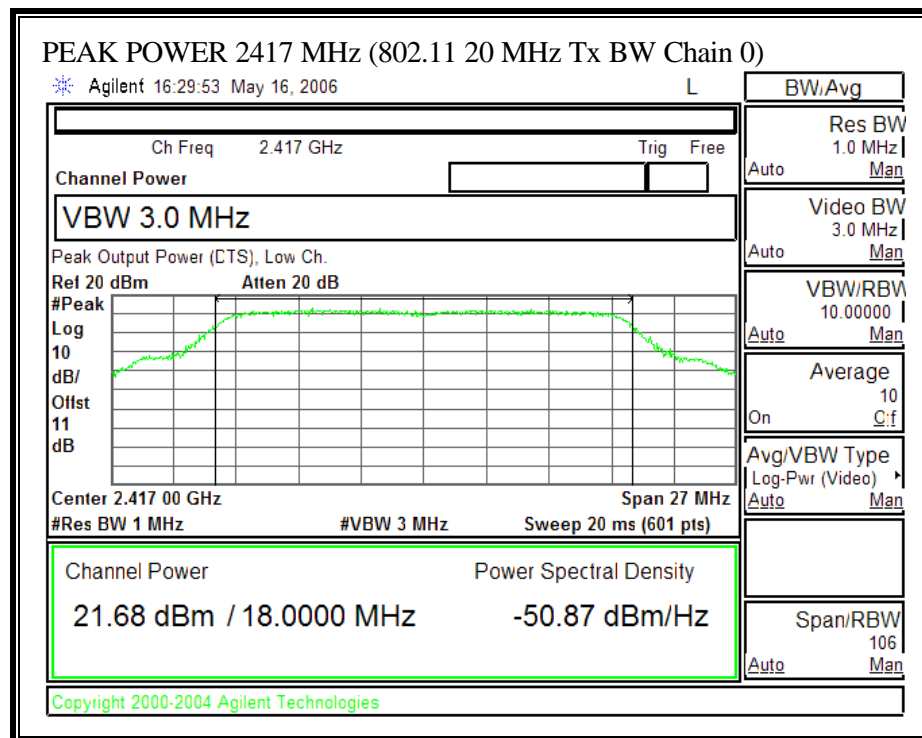 PEAK POWER 2417 MHz (802.11 20 MHz Tx BW Chain 0)
Agilent 16:29:53 May 16, 2006 L
BW/Avg
Ch Freq 2.417 GHz Trig Free
Channel Power
VBW 3.0 MHz
Peak Output Power (DTS), Low Ch.
Ref 20 dBm Atten 20 dB
#Peak
Log
10
dB/
Offst
11
dB
Center 2.417 00 GHz Span 27 MHz
#Res BW 1 MHz #VBW 3 MHz Sweep 20 ms (601 pts)
Channel Power Power Spectral Density
21.68 dBm / 18.0000 MHz -50.87 dBm/Hz
Copyright 2000-2004 Agilent Technologies
Res BW
1.0 MHz
Auto Man
Video BW
3.0 MHz
Auto Man
VBW/RBW
10.00000
Auto Man
Average
10
On Off
Avg/VBW Type
Log-Pwr (Video)
Auto Man
Span/RBW
106
Auto Man